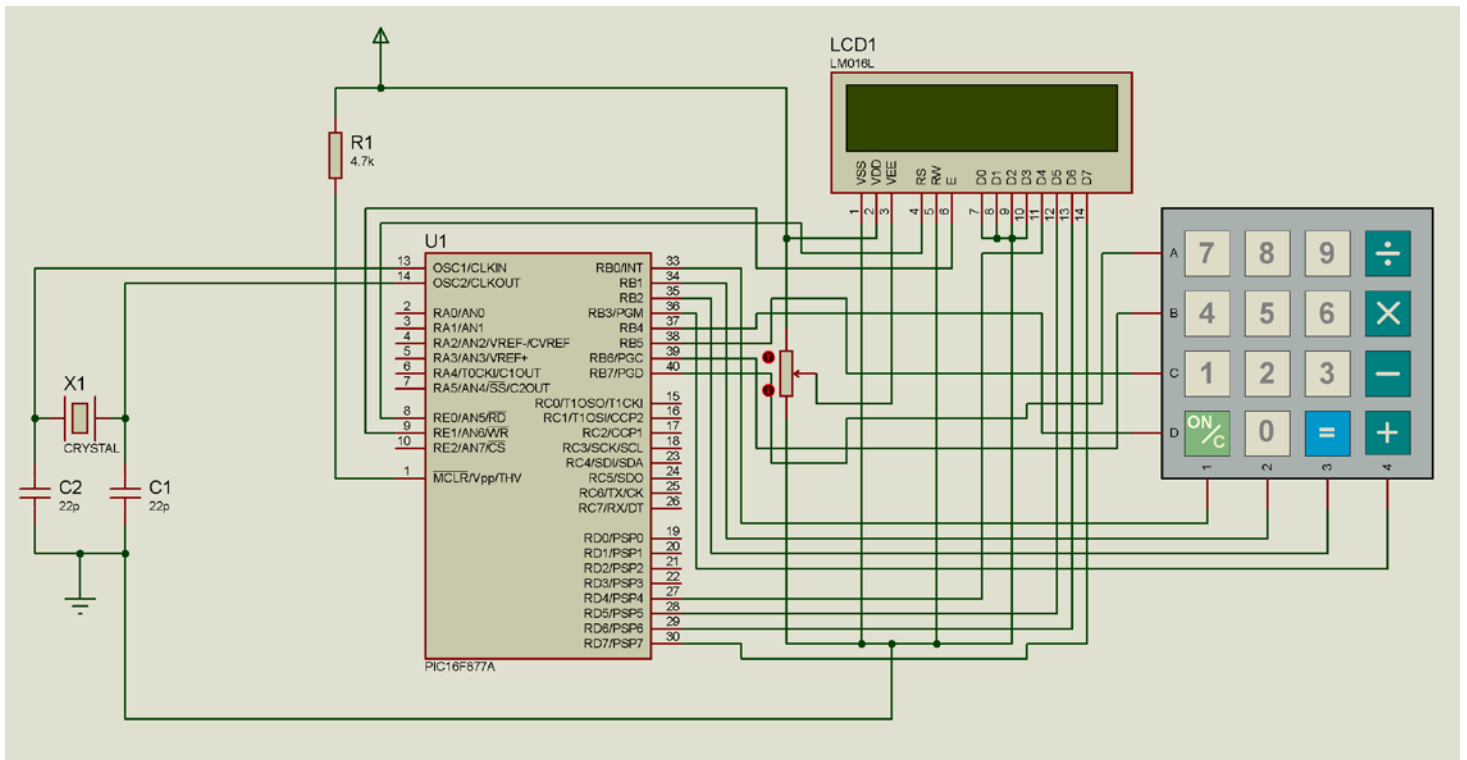 LCD1
LM016L
VSS
VDD
VEE
RS
RW
E
D0
D1
D2
D3
D4
D5
D6
D7
1
2
3
4
5
6
7
8
9
10
11
12
13
14
R1
4.7k
U1
13 OSC1/CLKIN
14 OSC2/CLKOUT
2 RA0/AN0
3 RA1/AN1
4 RA2/AN2/VREF-/CVREF
5 RA3/AN3/VREF+
6 RA4/T0CKI/C1OUT
7 RA5/AN4/SS/C2OUT
8 RE0/AN5/RD
9 RE1/AN6/WR
10 RE2/AN7/CS
1 MCLR/Vpp/THV
RB0/INT 33
RB1 34
RB2 35
RB3/PGM 36
RB4 37
RB5 38
RB6/PGC 39
RB7/PGD 40
RC0/T1OSO/T1CKI 15
RC1/T1OSI/CCP2 16
RC2/CCP1 17
RC3/SCK/SCL 18
RC4/SDI/SDA 23
RC5/SDO 24
RC6/TX/CK 25
RC7/RX/DT 26
RD0/PSP0 19
RD1/PSP1 20
RD2/PSP2 21
RD3/PSP3 22
RD4/PSP4 27
RD5/PSP5 28
RD6/PSP6 29
RD7/PSP7 30
PIC16F877A
X1
CRYSTAL
C2
22p
C1
22p
A 7 8 9 ÷
B 4 5 6 ×
C 1 2 3 −
D ON/C 0 = +
1 2 3 4